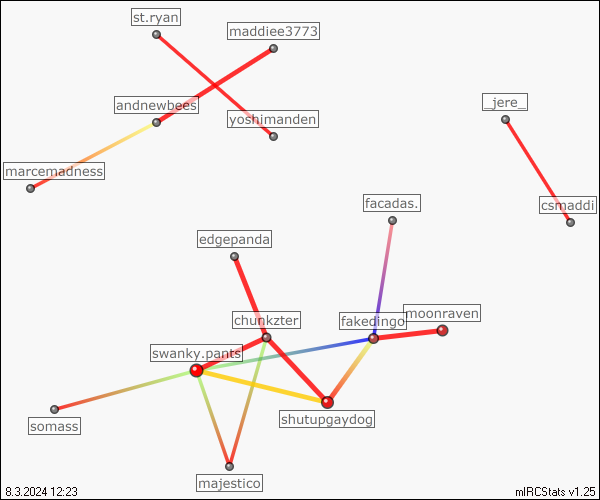 st.ryan
maddiee3773
_jere_
andnewbees
yoshimanden
marcemadness
facadas.
csmaddi
edgepanda
chunkzter
fakedingo
moonraven
swanky.pants
somass
shutupgaydog
majestico
8.3.2024 12:23
mIRCStats v1.25